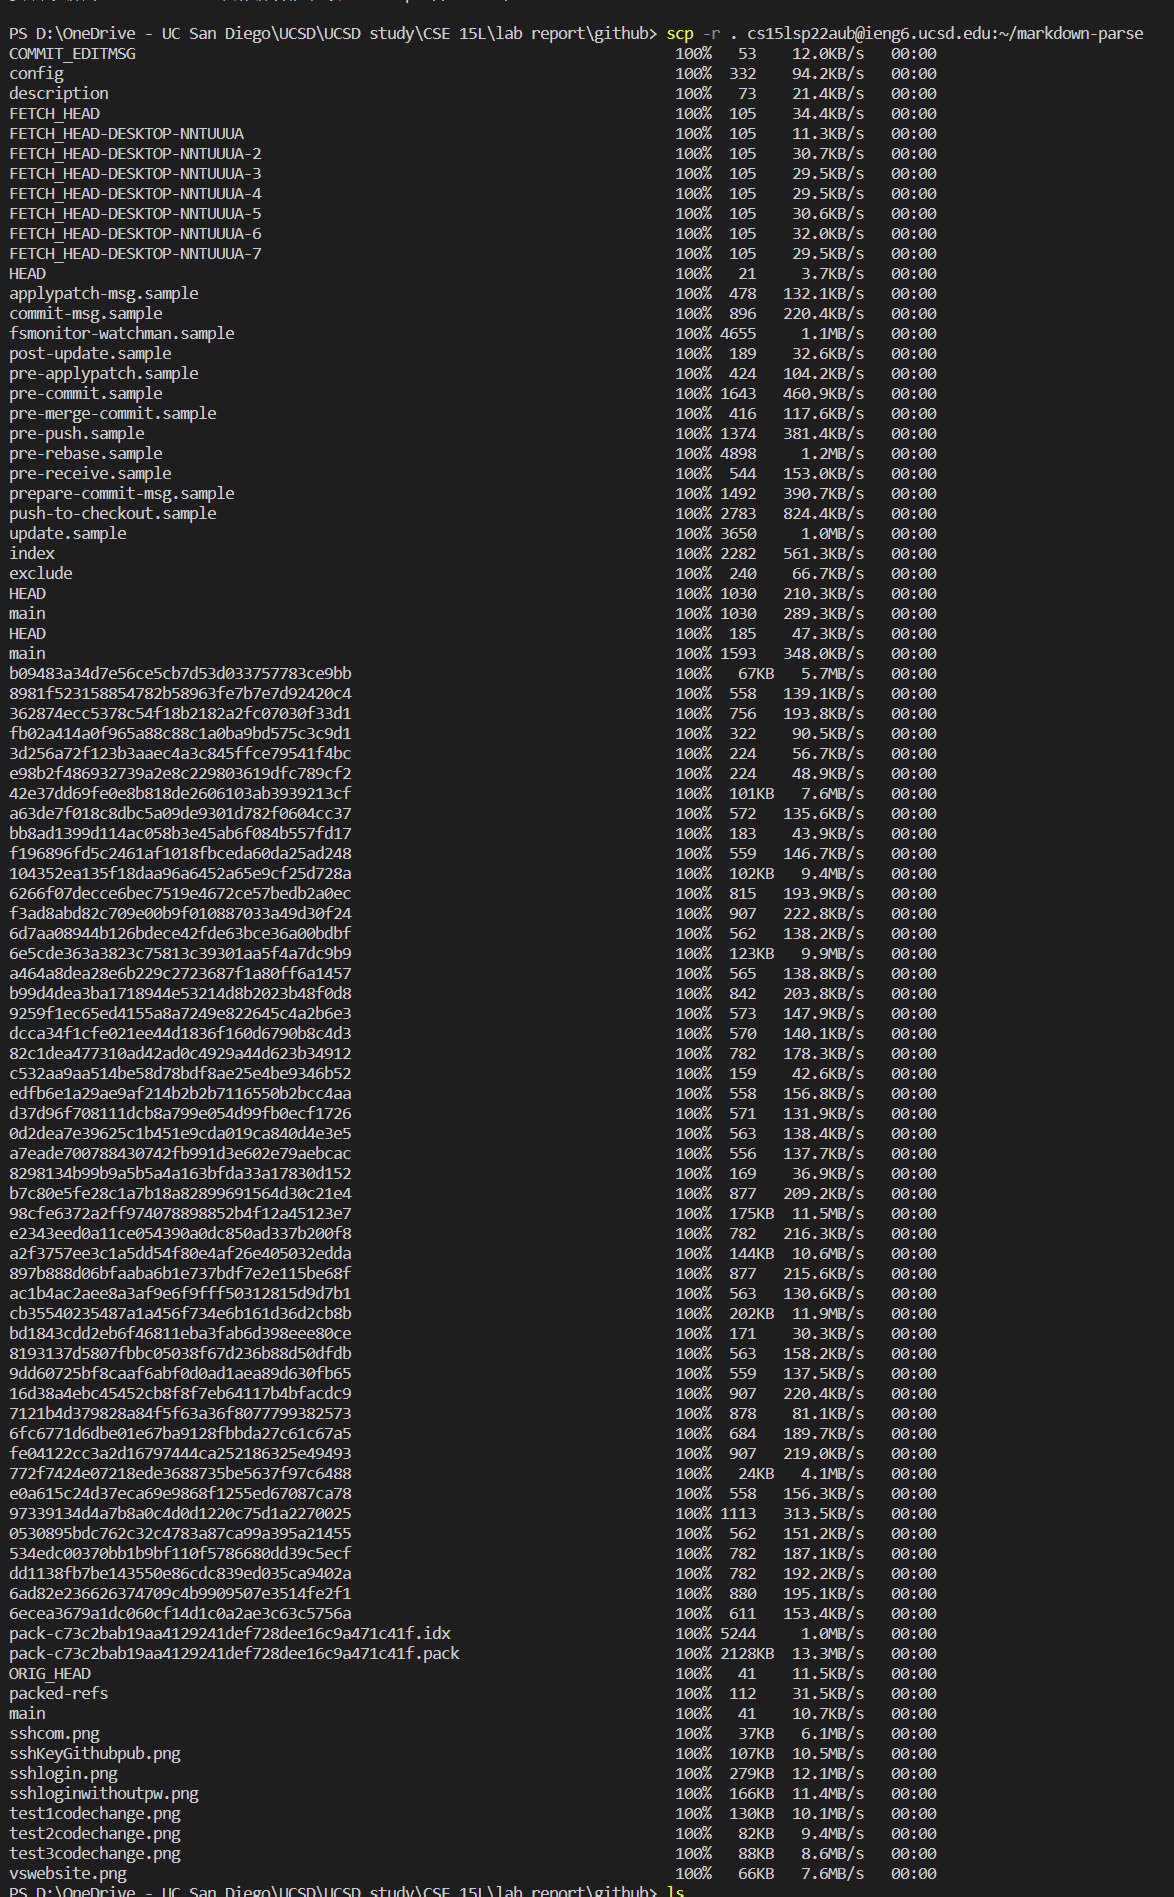 PS D:\OneDrive - UC San Diego\UCSD\UCSD study\CSE 15L\lab report\github> scp -r . cs15lsp22aub@ieng6.ucsd.edu:~/markdown-parse
COMMIT_EDITMSG 100% 53 12.0KB/s 00:00
config 100% 332 94.2KB/s 00:00
description 100% 73 21.4KB/s 00:00
FETCH_HEAD 100% 105 34.4KB/s 00:00
FETCH_HEAD-DESKTOP-NNTUUUA 100% 105 11.3KB/s 00:00
FETCH_HEAD-DESKTOP-NNTUUUA-2 100% 105 30.7KB/s 00:00
FETCH_HEAD-DESKTOP-NNTUUUA-3 100% 105 29.5KB/s 00:00
FETCH_HEAD-DESKTOP-NNTUUUA-4 100% 105 29.5KB/s 00:00
FETCH_HEAD-DESKTOP-NNTUUUA-5 100% 105 30.6KB/s 00:00
FETCH_HEAD-DESKTOP-NNTUUUA-6 100% 105 32.0KB/s 00:00
FETCH_HEAD-DESKTOP-NNTUUUA-7 100% 105 29.5KB/s 00:00
HEAD 100% 21 3.7KB/s 00:00
applypatch-msg.sample 100% 478 132.1KB/s 00:00
commit-msg.sample 100% 896 220.4KB/s 00:00
fsmonitor-watchman.sample 100% 4655 1.1MB/s 00:00
post-update.sample 100% 189 32.6KB/s 00:00
pre-applypatch.sample 100% 424 104.2KB/s 00:00
pre-commit.sample 100% 1643 460.9KB/s 00:00
pre-merge-commit.sample 100% 416 117.6KB/s 00:00
pre-push.sample 100% 1374 381.4KB/s 00:00
pre-rebase.sample 100% 4898 1.2MB/s 00:00
pre-receive.sample 100% 544 153.0KB/s 00:00
prepare-commit-msg.sample 100% 1492 390.7KB/s 00:00
push-to-checkout.sample 100% 2783 824.4KB/s 00:00
update.sample 100% 3650 1.0MB/s 00:00
index 100% 2282 561.3KB/s 00:00
exclude 100% 240 66.7KB/s 00:00
HEAD 100% 1030 210.3KB/s 00:00
main 100% 1030 289.3KB/s 00:00
HEAD 100% 185 47.3KB/s 00:00
main 100% 1593 348.0KB/s 00:00
b09483a34d7e56ce5cb7d53d033757783ce9bb 100% 67KB 5.7MB/s 00:00
8981f523158854782b58963fe7b7e7d92420c4 100% 558 139.1KB/s 00:00
362874ecc5378c54f18b2182a2fc07030f33d1 100% 756 193.8KB/s 00:00
fb02a414a0f965a88c88c1a0ba9bd575c3c9d1 100% 322 90.5KB/s 00:00
3d256a72f123b3aaec4a3c845ffce79541f4bc 100% 224 56.7KB/s 00:00
e98b2f486932739a2e8c229803619dfc789cf2 100% 224 48.9KB/s 00:00
42e37dd69fe0e8b818de2606103ab3939213cf 100% 101KB 7.6MB/s 00:00
a63de7f018c8dbc5a09de9301d782f0604cc37 100% 572 135.6KB/s 00:00
bb8ad1399d114ac058b3e45ab6f084b557fd17 100% 183 43.9KB/s 00:00
f196896fd5c2461af1018fbceda60da25ad248 100% 559 146.7KB/s 00:00
104352ea135f18daa96a6452a65e9cf25d728a 100% 102KB 9.4MB/s 00:00
6266f07decce6bec7519e4672ce57bedb2a0ec 100% 815 193.9KB/s 00:00
f3ad8abd82c709e00b9f010887033a49d30f24 100% 907 222.8KB/s 00:00
6d7aa08944b126bdece42fde63bce36a00bdbf 100% 562 138.2KB/s 00:00
6e5cde363a3823c75813c39301aa5f4a7dc9b9 100% 123KB 9.9MB/s 00:00
a464a8dea28e6b229c2723687f1a80ff6a1457 100% 565 138.8KB/s 00:00
b99d4dea3ba1718944e53214d8b2023b48f0d8 100% 842 203.8KB/s 00:00
9259f1ec65ed4155a8a7249e822645c4a2b6e3 100% 573 147.9KB/s 00:00
dcca34f1cfe021ee44d1836f160d6790b8c4d3 100% 570 140.1KB/s 00:00
82c1dea477310ad42ad0c4929a44d623b34912 100% 782 178.3KB/s 00:00
c532aa9aa514be58d78bdf8ae25e4be9346b52 100% 159 42.6KB/s 00:00
edfb6e1a29ae9af214b2b2b7116550b2bcc4aa 100% 558 156.8KB/s 00:00
d37d96f708111dcb8a799e054d99fb0ecf1726 100% 571 131.9KB/s 00:00
0d2dea7e39625c1b451e9cda019ca840d4e3e5 100% 563 138.4KB/s 00:00
a7eade700788430742fb991d3e602e79aebcac 100% 556 137.7KB/s 00:00
8298134b99b9a5b5a4a163bfda33a17830d152 100% 169 36.9KB/s 00:00
b7c80e5fe28c1a7b18a82899691564d30c21e4 100% 877 209.2KB/s 00:00
98cfe6372a2ff974078898852b4f12a45123e7 100% 175KB 11.5MB/s 00:00
e2343eed0a11ce054390a0dc850ad337b200f8 100% 782 216.3KB/s 00:00
a2f3757ee3c1a5dd54f80e4af26e405032edda 100% 144KB 10.6MB/s 00:00
897b888d06bfaaba6b1e737bdf7e2e115be68f 100% 877 215.6KB/s 00:00
ac1b4ac2aee8a3af9e6f9fff50312815d9d7b1 100% 563 130.6KB/s 00:00
cb35540235487a1a456f734e6b161d36d2cb8b 100% 202KB 11.9MB/s 00:00
bd1843cdd2eb6f46811eba3fab6d398eee80ce 100% 171 30.3KB/s 00:00
8193137d5807fbbc05038f67d236b88d50dfdb 100% 563 158.2KB/s 00:00
9dd60725bf8caaf6abf0d0ad1aea89d630fb65 100% 559 137.5KB/s 00:00
16d38a4ebc45452cb8f8f7eb64117b4bfacdc9 100% 907 220.4KB/s 00:00
7121b4d379828a84f5f63a36f8077799382573 100% 878 81.1KB/s 00:00
6fc6771d6dbe01e67ba9128fbbda27c61c67a5 100% 684 189.7KB/s 00:00
fe04122cc3a2d16797444ca252186325e49493 100% 907 219.0KB/s 00:00
772f7424e07218ede3688735be5637f97c6488 100% 24KB 4.1MB/s 00:00
e0a615c24d37eca69e9868f1255ed67087ca78 100% 558 156.3KB/s 00:00
97339134d4a7b8a0c4d0d1220c75d1a2270025 100% 1113 313.5KB/s 00:00
0530895bdc762c32c4783a87ca99a395a21455 100% 562 151.2KB/s 00:00
534edc00370bb1b9bf110f5786680dd39c5ecf 100% 782 187.1KB/s 00:00
dd1138fb7be143550e86cdc839ed035ca9402a 100% 782 192.2KB/s 00:00
6ad82e236626374709c4b9909507e3514fe2f1 100% 880 195.1KB/s 00:00
6ecea3679a1dc060cf14d1c0a2ae3c63c5756a 100% 611 153.4KB/s 00:00
pack-c73c2bab19aa4129241def728dee16c9a471c41f.idx 100% 5244 1.0MB/s 00:00
pack-c73c2bab19aa4129241def728dee16c9a471c41f.pack 100% 2128KB 13.3MB/s 00:00
ORIG_HEAD 100% 41 11.5KB/s 00:00
packed-refs 100% 112 31.5KB/s 00:00
main 100% 41 10.7KB/s 00:00
sshcom.png 100% 37KB 6.1MB/s 00:00
sshKeyGithubpub.png 100% 107KB 10.5MB/s 00:00
sshlogin.png 100% 279KB 12.1MB/s 00:00
sshloginwithoutpw.png 100% 166KB 11.4MB/s 00:00
test1codechange.png 100% 130KB 10.1MB/s 00:00
test2codechange.png 100% 82KB 9.4MB/s 00:00
test3codechange.png 100% 88KB 8.6MB/s 00:00
vswebsite.png 100% 66KB 7.6MB/s 00:00
PS D:\OneDrive - UC San Diego\UCSD\UCSD study\CSE 15L\lab report\github> ls